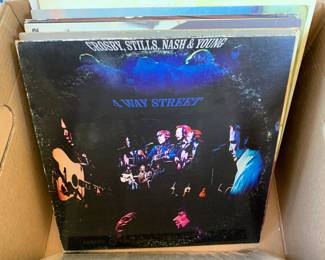 CROSBY, STILLS, NASH & YOUNG
4 WAY STREET